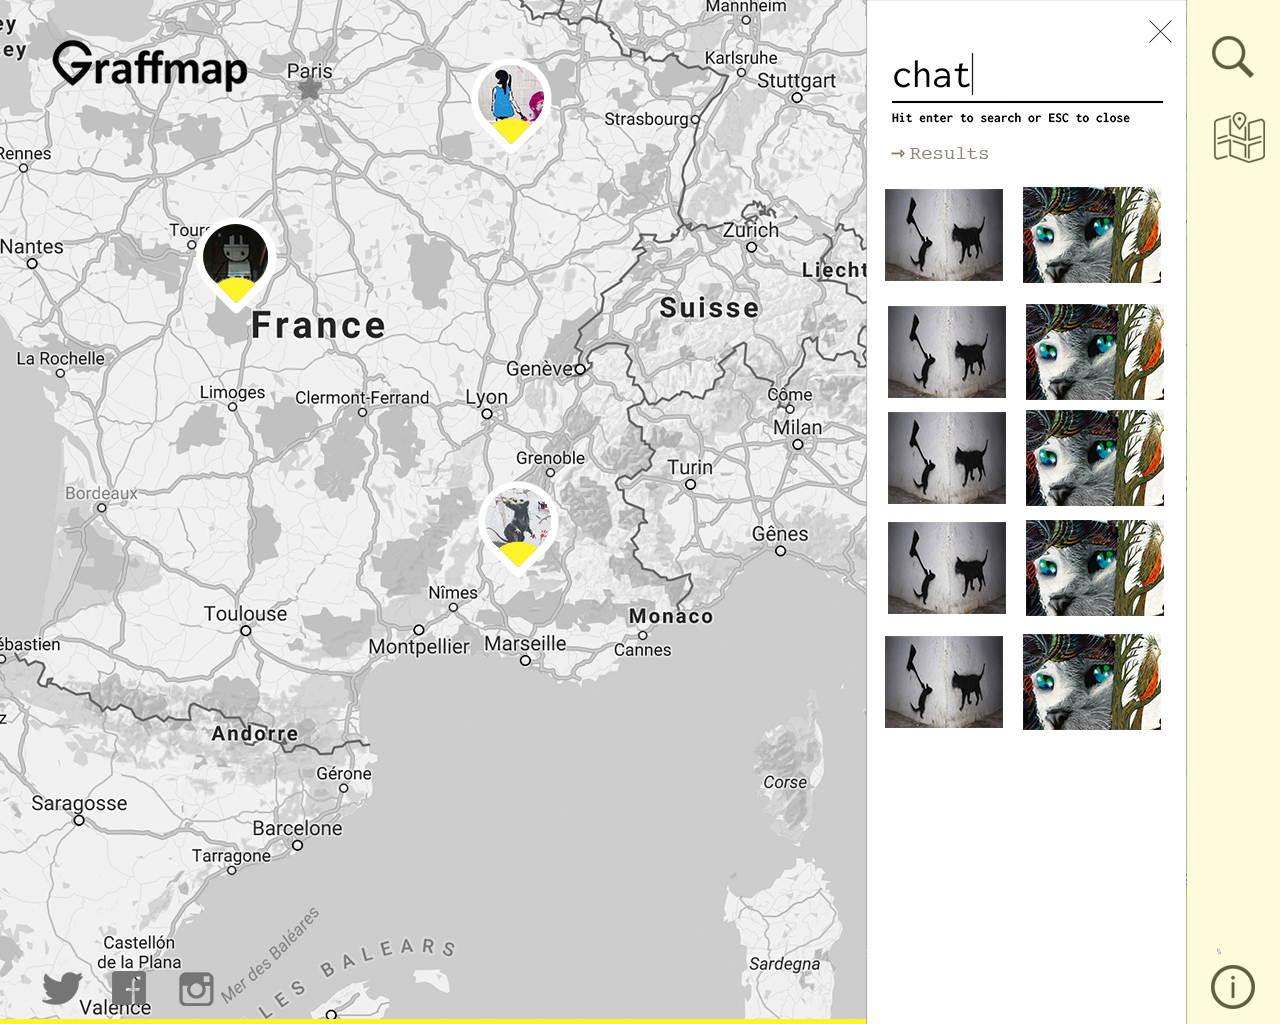 Graffmap
ey
ey
Paris
Mannheim
Karlsruhe
Stuttgart
Strasbourg
Rennes
Nantes
Tours
Zurich
Liecht
Suisse
France
La Rochelle
Limoges
Clermont-Ferrand
Lyon
Genève
Côme
Milan
Grenoble
Turin
Bordeaux
Gênes
Nîmes
Toulouse
Montpellier
Marseille
Monaco
Cannes
ébastien
z
Andorre
Gérone
Corse
Saragosse
Barcelone
Tarragone
Castellón
de la Plana
Mer des Baléares
LES BALEARS
Valence
Sardegna
chat
Hit enter to search or ESC to close
→ Results